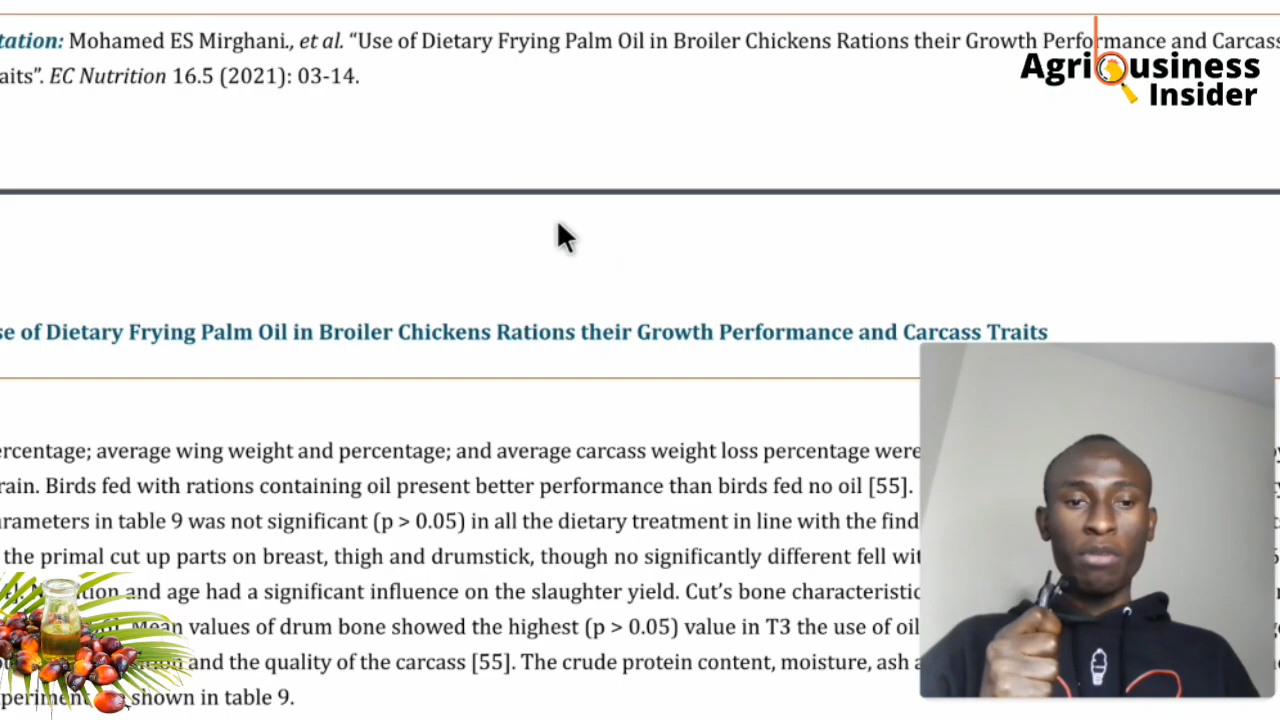 tation: Mohamed ES Mirghani., et al. “Use of Dietary Frying Palm Oil in Broiler Chickens Rations their Growth Performance and Carcass
aits”. EC Nutrition 16.5 (2021): 03-14.
Agribusiness
Insider
se of Dietary Frying Palm Oil in Broiler Chickens Rations their Growth Performance and Carcass Traits
ercentage; average wing weight and percentage; and average carcass weight loss percentage were
rain. Birds fed with rations containing oil present better performance than birds fed no oil [55].
arameters in table 9 was not significant (p > 0.05) in all the dietary treatment in line with the find
the primal cut up parts on breast, thigh and drumstick, though no significantly different fell wit
and age had a significant influence on the slaughter yield. Cut’s bone characteristic
Mean values of drum bone showed the highest (p > 0.05) value in T3 the use of oil
and the quality of the carcass [55]. The crude protein content, moisture, ash a
periment shown in table 9.